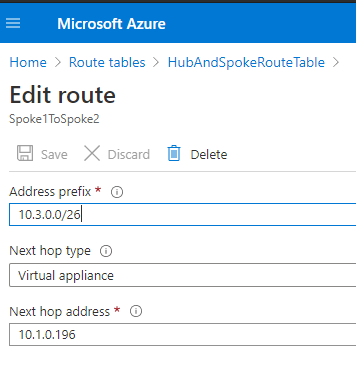 Microsoft Azure
Home > Route tables > HubAndSpokeRouteTable >
Edit route
Spoke1ToSpoke2
Save Discard Delete
Address prefix *
10.3.0.0/26
Next hop type
Virtual appliance
Next hop address *
10.1.0.196